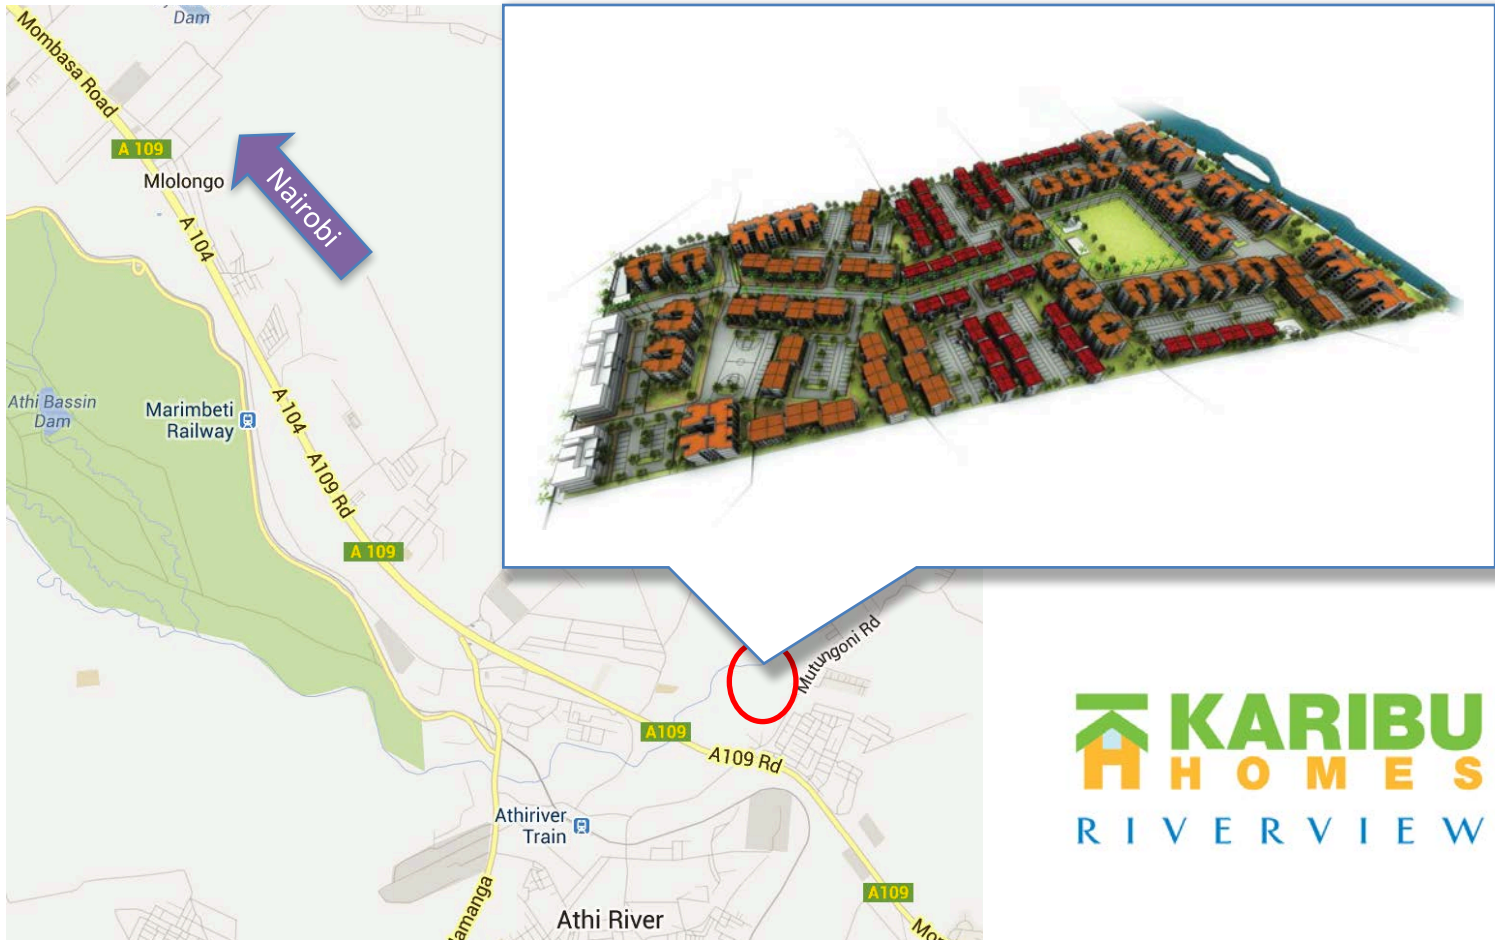 Dam
Mombasa Road
A 109
Mlolongo
Nairobi
A 104
Athi Bassin
Dam
Marimbeti
Railway
A 104
A109 Rd
A 109
Mutungoni Rd
A109
A109 Rd
Athiriver
Train
A109
Athi River
KARIBU
HOMES
RIVERVIEW